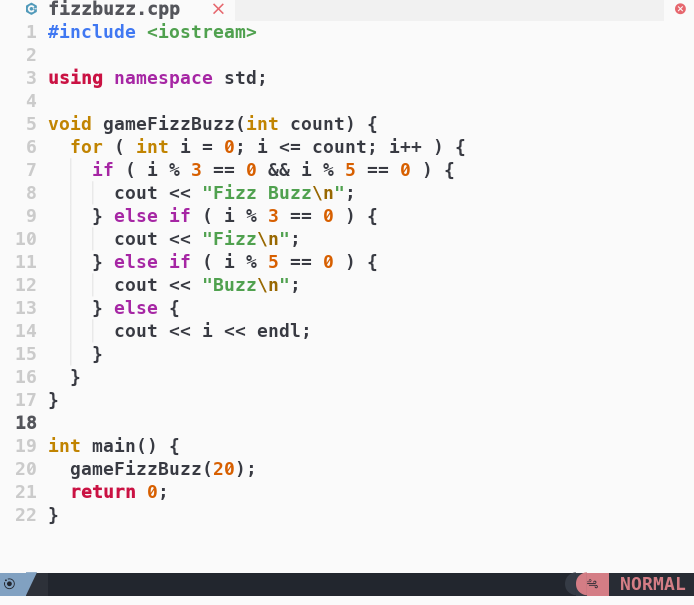 fizzbuzz.cpp
1 #include <iostream>
2
3 using namespace std;
4
5 void gameFizzBuzz(int count) {
6   for ( int i = 0; i <= count; i++ ) {
7     if ( i % 3 == 0 && i % 5 == 0 ) {
8       cout << "Fizz Buzz\n";
9     } else if ( i % 3 == 0 ) {
10       cout << "Fizz\n";
11     } else if ( i % 5 == 0 ) {
12       cout << "Buzz\n";
13     } else {
14       cout << i << endl;
15     }
16   }
17 }
18
19 int main() {
20   gameFizzBuzz(20);
21   return 0;
22 }
NORMAL